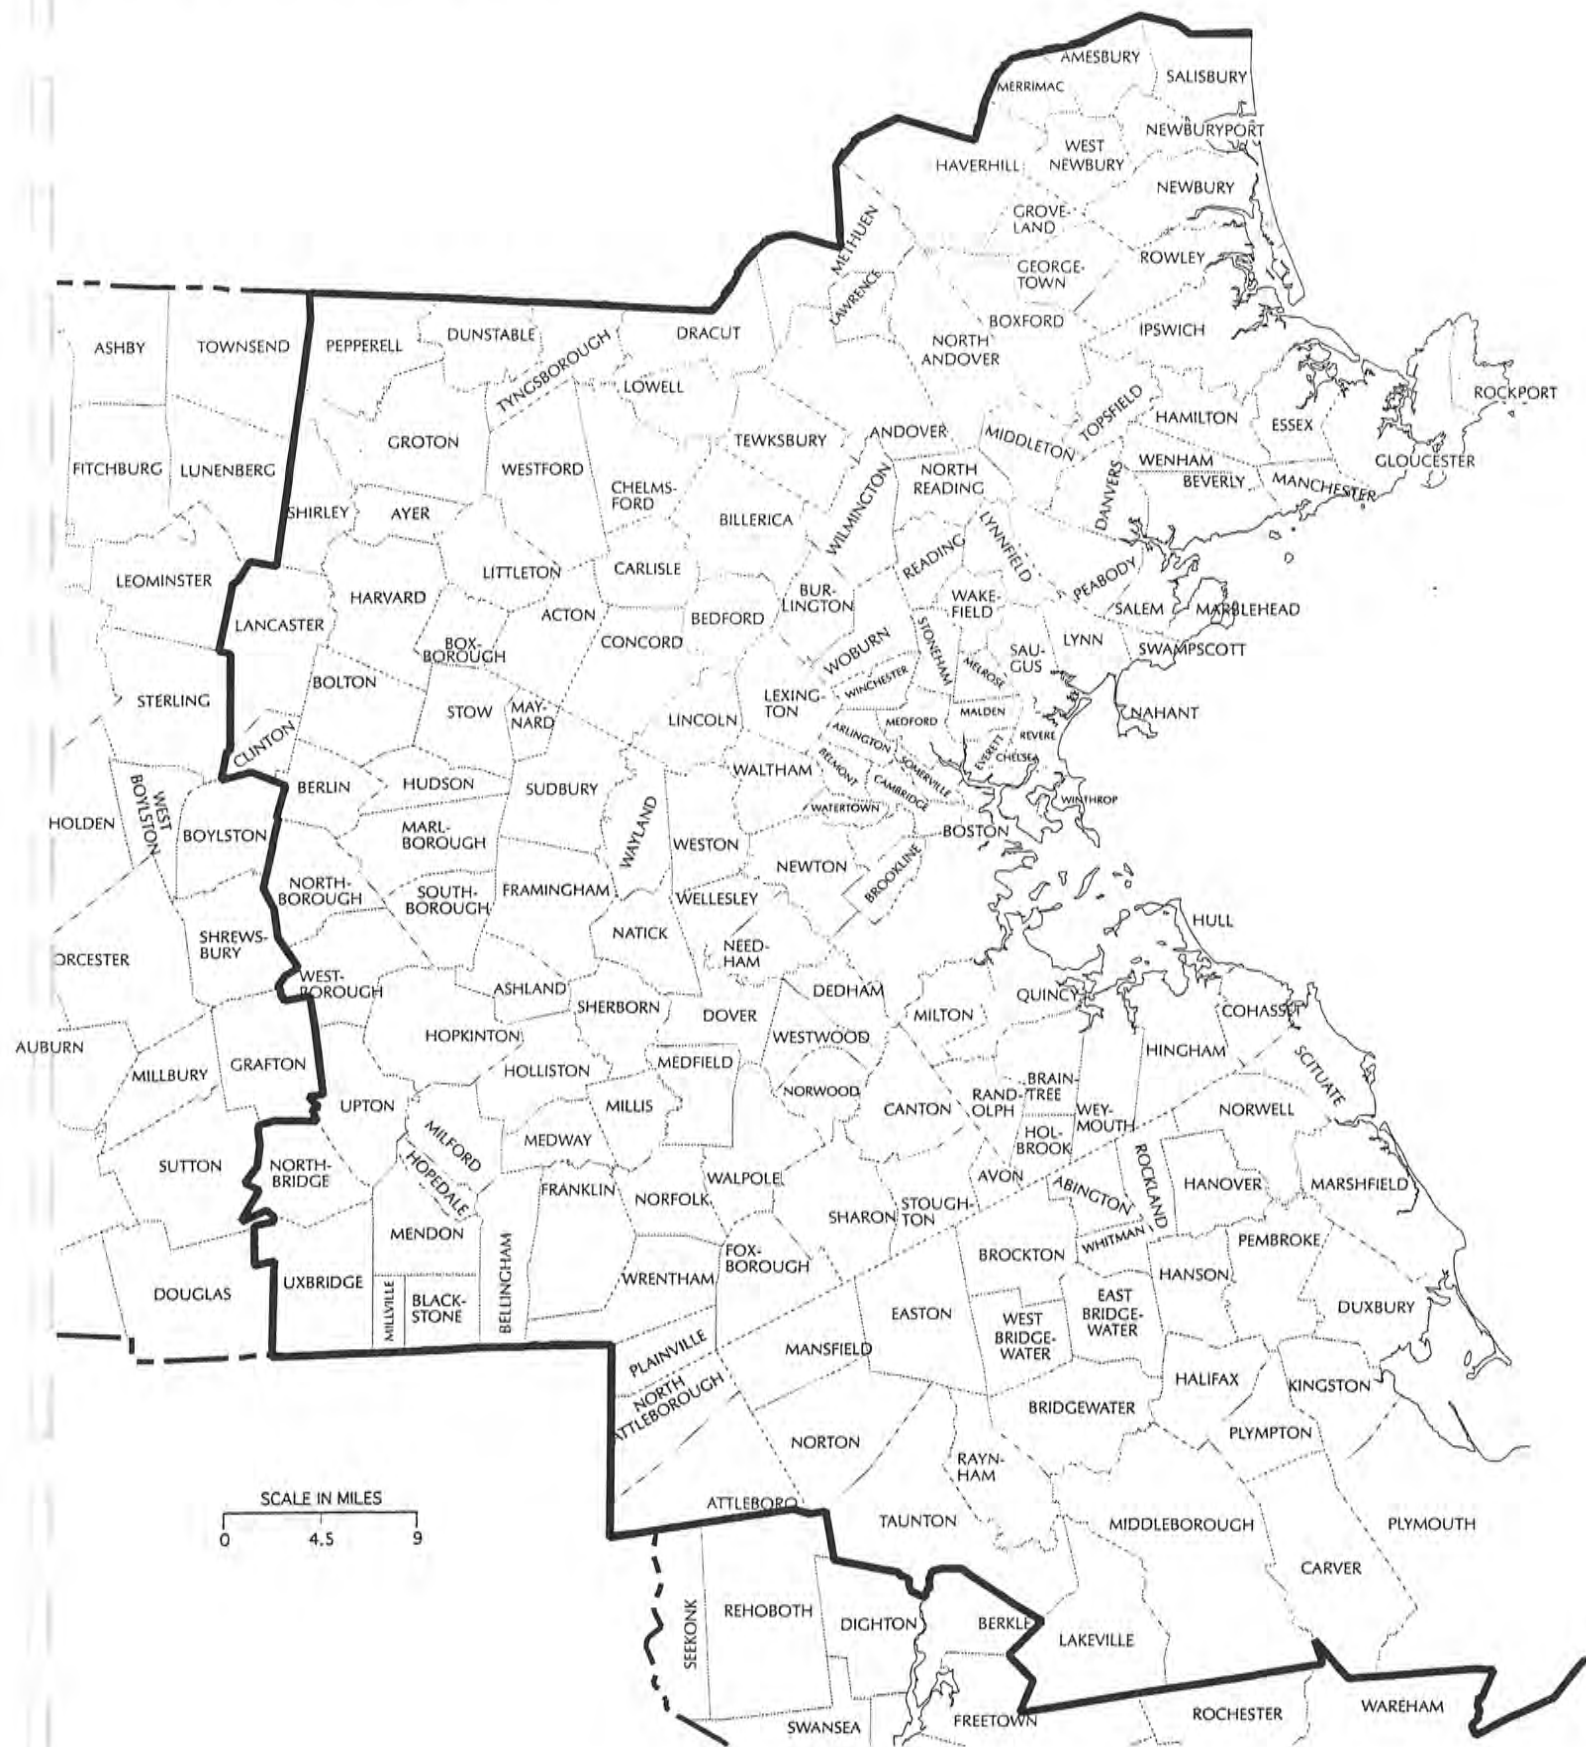 AMESBURY
SALISBURY
MERRIMAC
NEWBURYPORT
WEST
NEWBURY
HAVERHILL
NEWBURY
GROVE-
LAND
METHUEN
ROWLEY
GEORGE-
TOWN
LAWRENCE
BOXFORD
IPSWICH
NORTH
ANDOVER
ASHBY
TOWNSEND
PEPPERELL
DUNSTABLE
TYNGSBOROUGH
DRACUT
LOWELL
ROCKPORT
TOPSFIELD
HAMILTON
ESSEX
GROTON
TEWKSBURY
ANDOVER
MIDDLETON
WENHAM
GLOUCESTER
FITCHBURG
LUNENBERG
WESTFORD
NORTH
READING
BEVERLY
MANCHESTER
DANVERS
CHELMS-
FORD
SHIRLEY
AYER
BILLERICA
WILMINGTON
LYNNFIELD
READING
LEOMINSTER
LITTLETON
CARLISLE
PEABODY
HARVARD
BUR-
LINGTON
WAKE-
FIELD
SALEM
MARBLEHEAD
LANCASTER
ACTON
BEDFORD
BOX-
BOROUGH
CONCORD
WOBURN
STONEHAM
SAU-
GUS
LYNN
SWAMPSCOTT
MELROSE
BOLTON
WINCHESTER
STERLING
STOW
MAY-
NARD
LINCOLN
LEXING-
TON
MEDFORD
MALDEN
NAHANT
CLINTON
ARLINGTON
EVERETT
REVERE
CHELSEA
BERLIN
HUDSON
SUDBURY
WALTHAM
BELMONT
SOMERVILLE
CAMBRIDGE
WATERTOWN
WINTHROP
HOLDEN
WEST
BOYLSTON
BOYLSTON
MARL-
BOROUGH
WAYLAND
WESTON
BOSTON
NEWTON
BROOKLINE
NORTH-
BOROUGH
SOUTH-
BOROUGH
FRAMINGHAM
WELLESLEY
HULL
SHREWS-
BURY
NATICK
NEED-
HAM
ORCESTER
WEST-
BOROUGH
ASHLAND
SHERBORN
DEDHAM
QUINCY
DOVER
MILTON
COHASSET
AUBURN
HOPKINTON
WESTWOOD
HINGHAM
GRAFTON
MILLBURY
HOLLISTON
MEDFIELD
SCITUATE
NORWOOD
BRAIN-
TREE
UPTON
MILLIS
CANTON
RAND-
OLPH
WEY-
MOUTH
NORWELL
MILFORD
MEDWAY
HOL-
BROOK
SUTTON
NORTH-
BRIDGE
HOPEDALE
FRANKLIN
NORFOLK
WALPOLE
AVON
ABINGTON
ROCKLAND
HANOVER
MARSHFIELD
SHARON
STOUGH-
TON
MENDON
WHITMAN
PEMBROKE
FOX-
BOROUGH
BROCKTON
WRENTHAM
HANSON
DOUGLAS
UXBRIDGE
MILLVILLE
BLACK-
STONE
BELLINGHAM
EASTON
WEST
BRIDGE-
WATER
EAST
BRIDGE-
WATER
DUXBURY
PLAINVILLE
MANSFIELD
NORTH
ATTLEBOROUGH
HALIFAX
KINGSTON
BRIDGEWATER
NORTON
PLYMPTON
RAYN-
HAM
SCALE IN MILES
0 4.5 9
ATTLEBORO
TAUNTON
MIDDLEBOROUGH
PLYMOUTH
CARVER
SEEKONK
REHOBOTH
DIGHTON
BERKLE
LAKEVILLE
SWANSEA
FREETOWN
ROCHESTER
WAREHAM